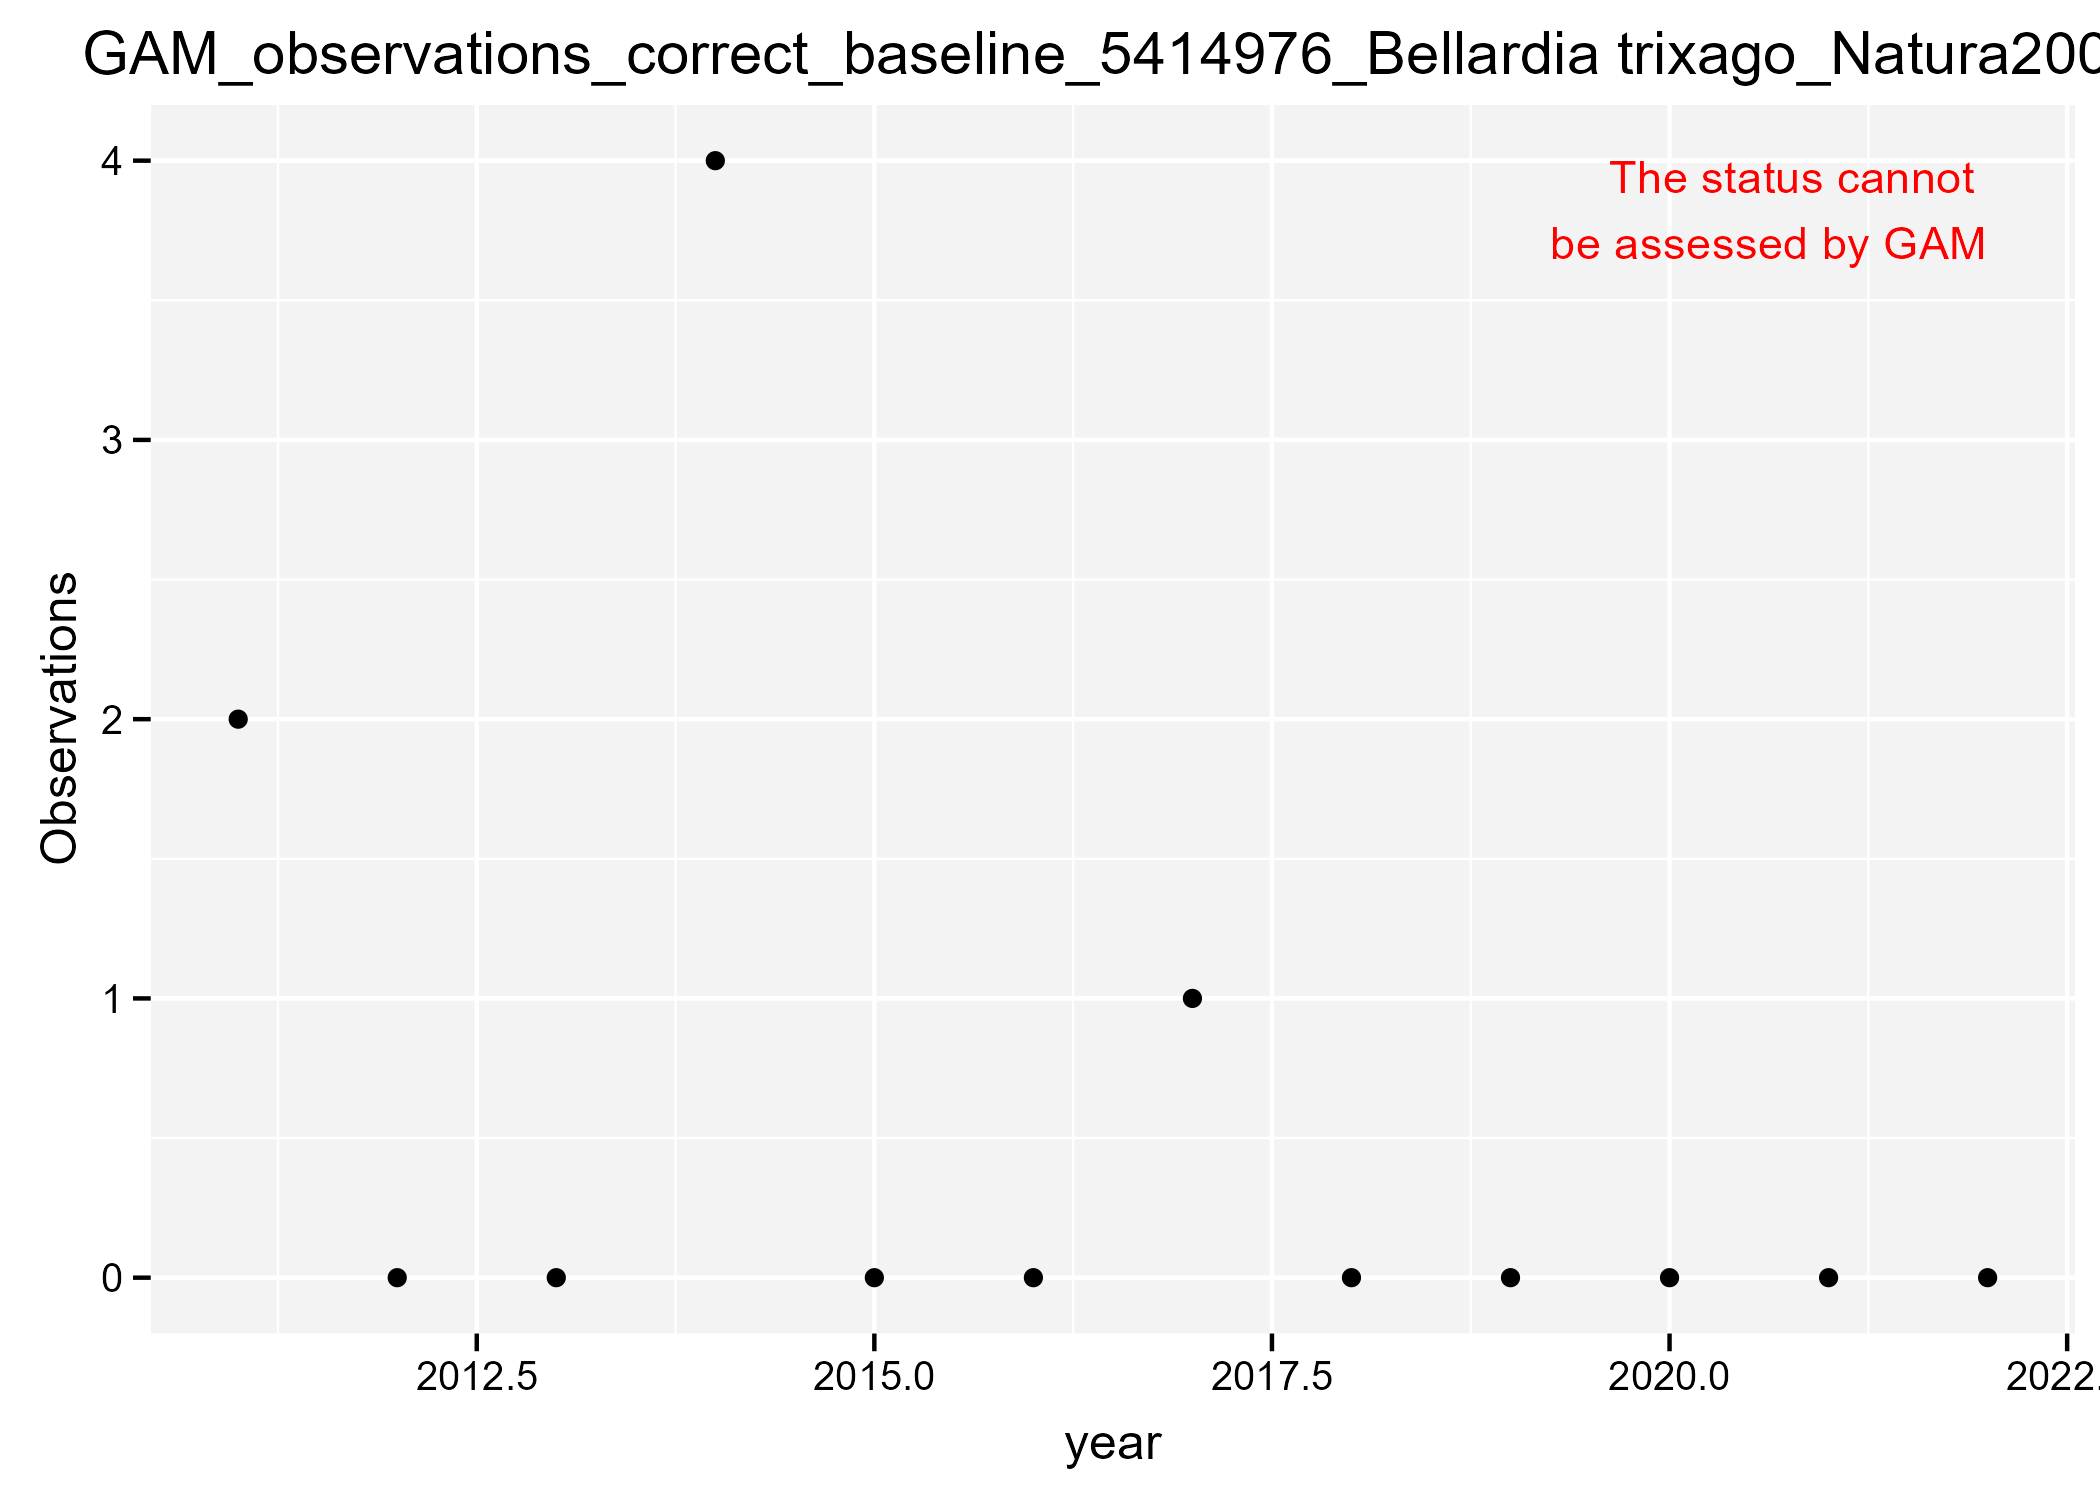 GAM_observations_correct_baseline_5414976_Bellardia trixago_Natura200
4
The status cannot
be assessed by GAM
3
Observations
2
1
0
2012.5 2015.0 2017.5 2020.0 2022.
year